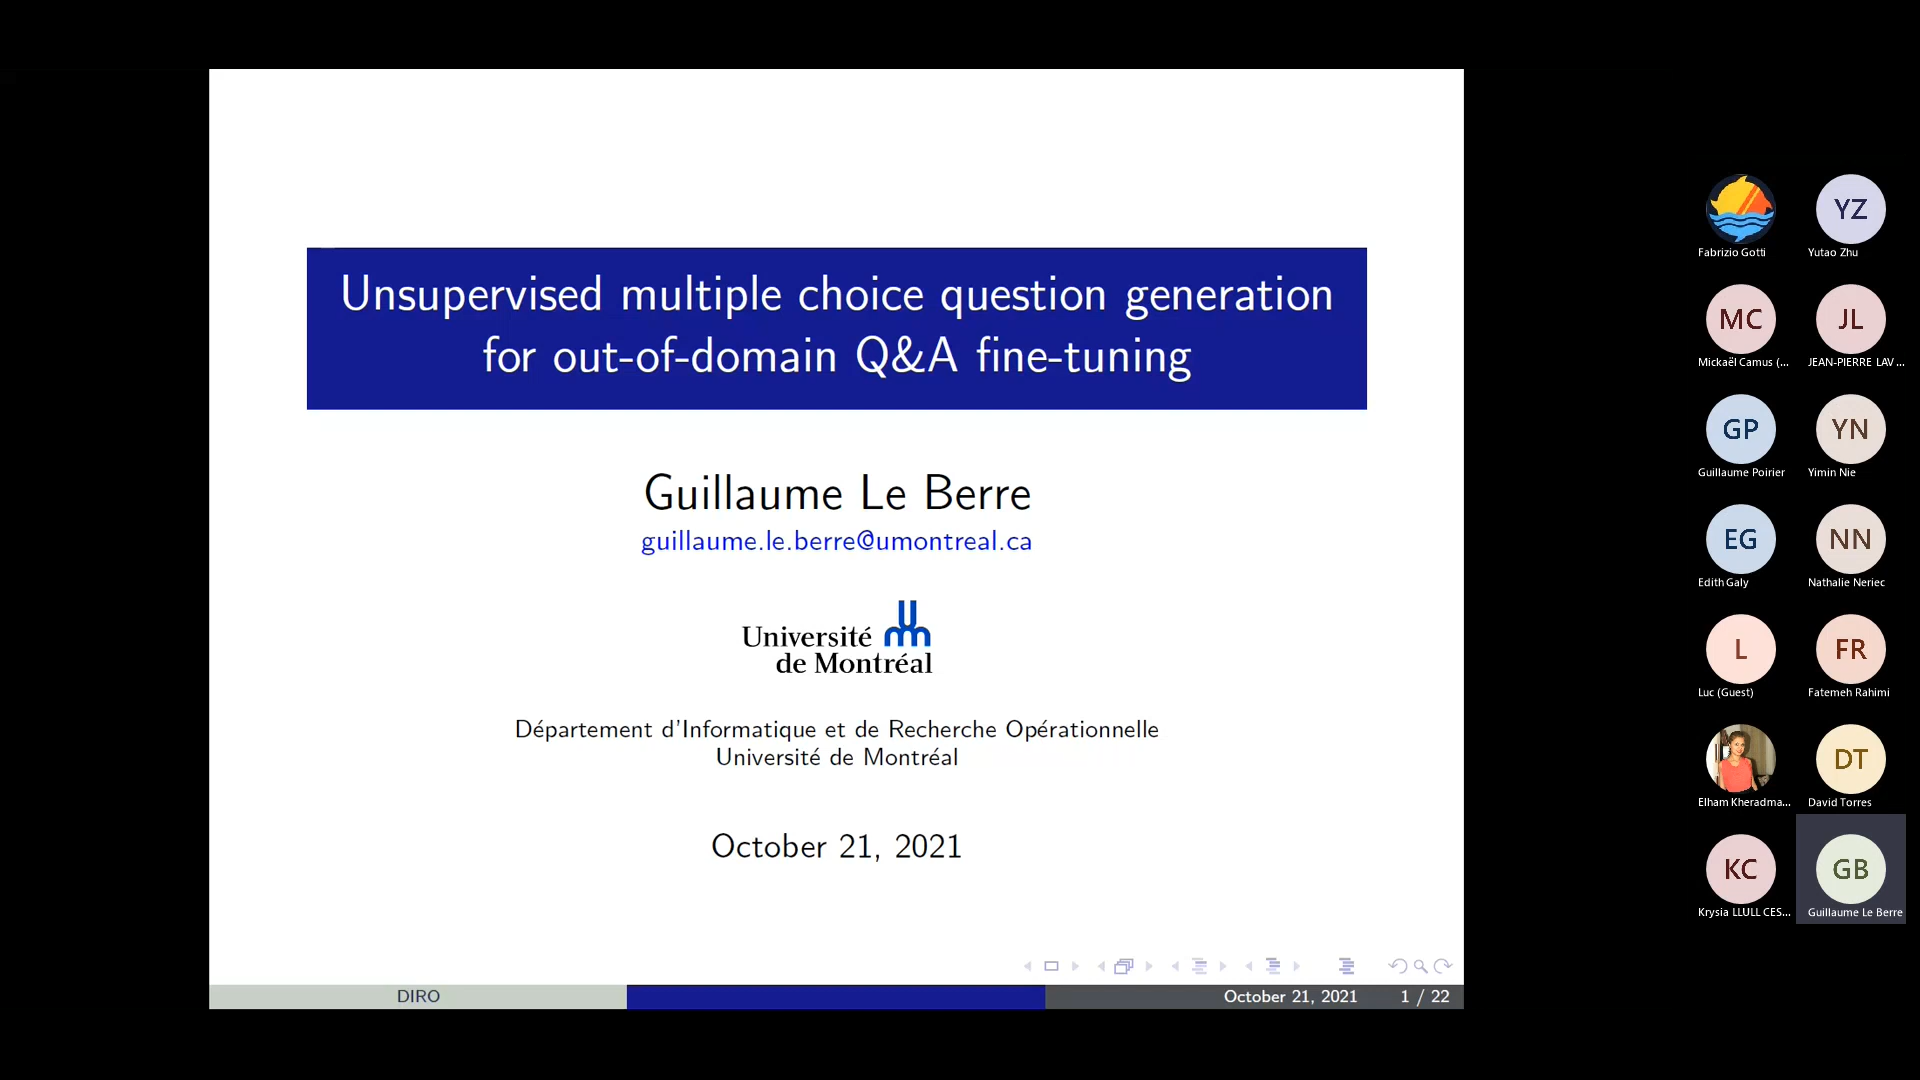 Unsupervised multiple choice question generation
for out-of-domain Q&A fine-tuning
Guillaume Le Berre
guillaume.le.berre@umontreal.ca
Université
de Montréal
Département d'Informatique et de Recherche Opérationnelle
Université de Montréal
October 21, 2021
DIRO
October 21, 2021 1 / 22
Fabrizio Gotti
YZ
Yutao Zhu
MC
Mickaël Camus (...
JL
JEAN-PIERRE LAV ...
GP
Guillaume Poirier
YN
Yimin Nie
EG
Edith Galy
NN
Nathalie Neriec
L
Luc (Guest)
FR
Fatemeh Rahimi
Elham Kheradma...
DT
David Torres
KC
Krysia LLULL CES...
GB
Guillaume Le Berre